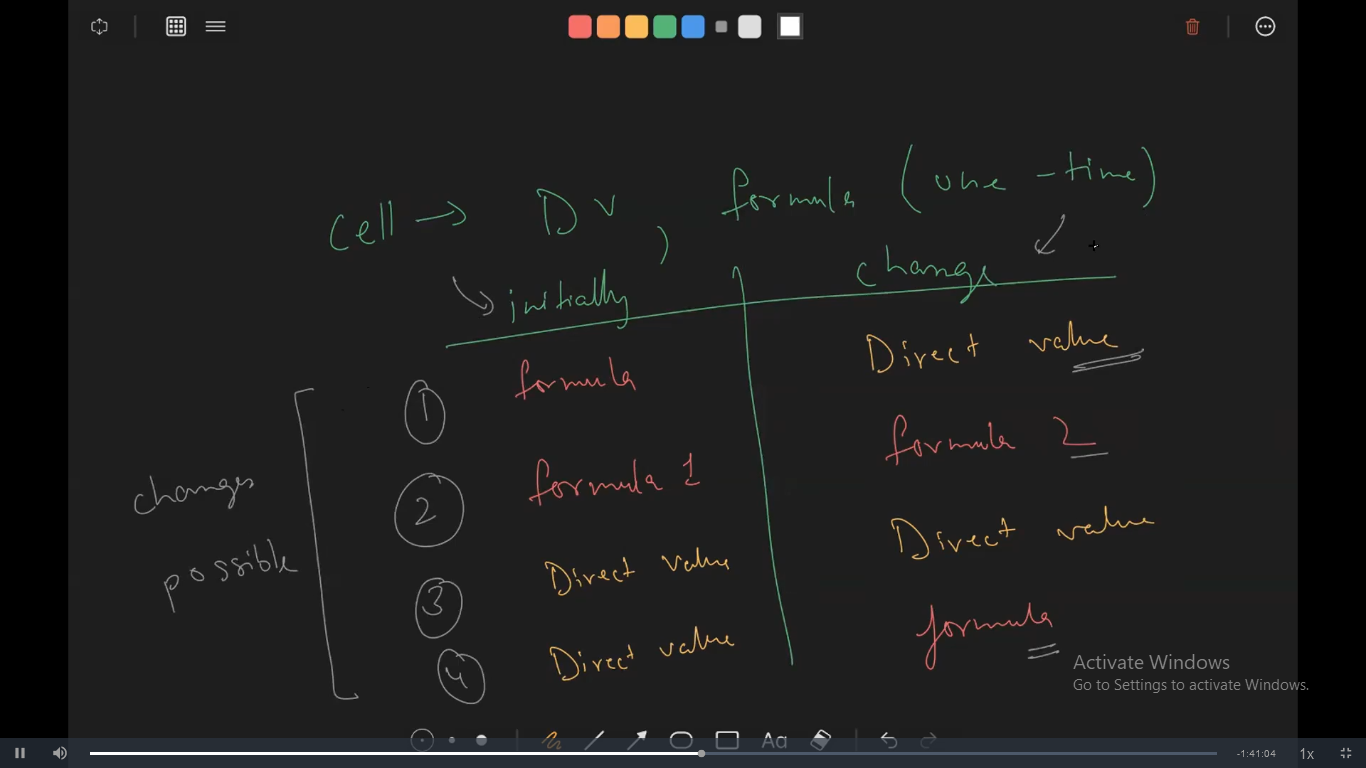 cell → Dv , formula (one-time)
initially change
① formula Direct value
② formula 1 formula 2
③ Direct value Direct value
④ Direct value formula
changes
possible
Aa
Activate Windows
Go to Settings to activate Windows.
-1:41:04 1x